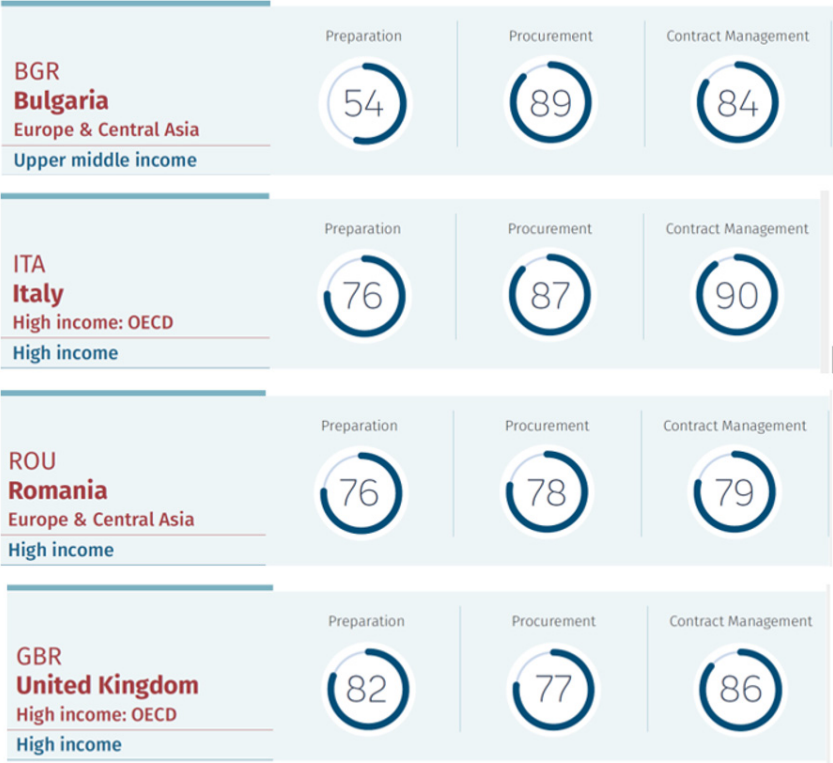 Preparation Procurement Contract Management
BGR
Bulgaria
Europe & Central Asia
Upper middle income
54 89 84
Preparation Procurement Contract Management
ITA
Italy
High income: OECD
High income
76 87 90
Preparation Procurement Contract Management
ROU
Romania
Europe & Central Asia
High income
76 78 79
Preparation Procurement Contract Management
GBR
United Kingdom
High income: OECD
High income
82 77 86